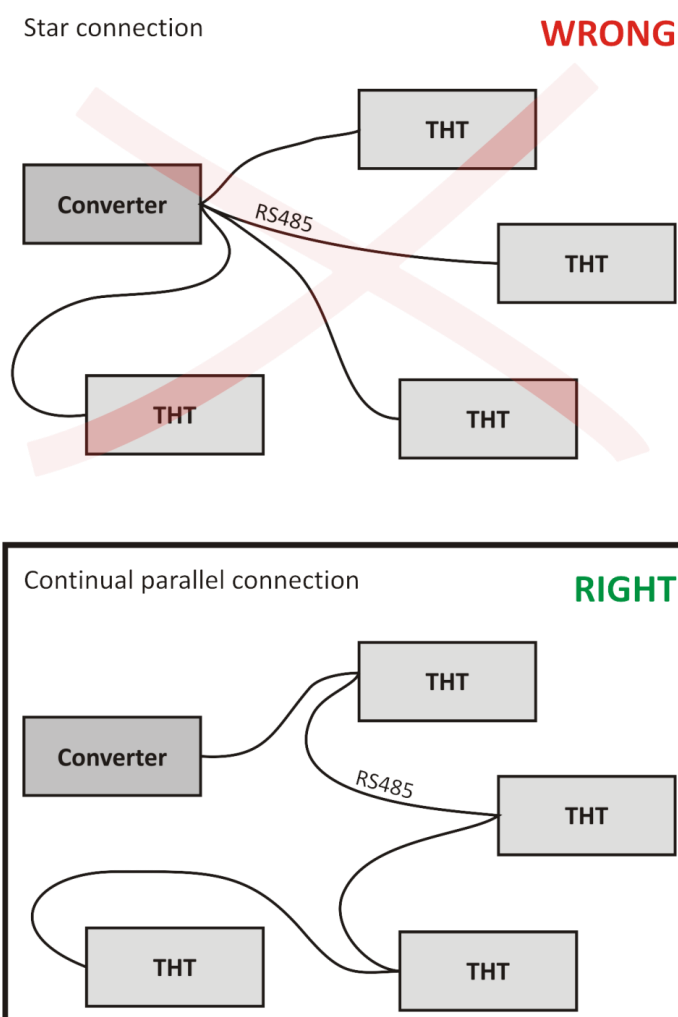 Star connection
WRONG
THT
Converter
RS485
THT
THT
THT
Continual parallel connection
RIGHT
THT
Converter
RS485
THT
THT
THT